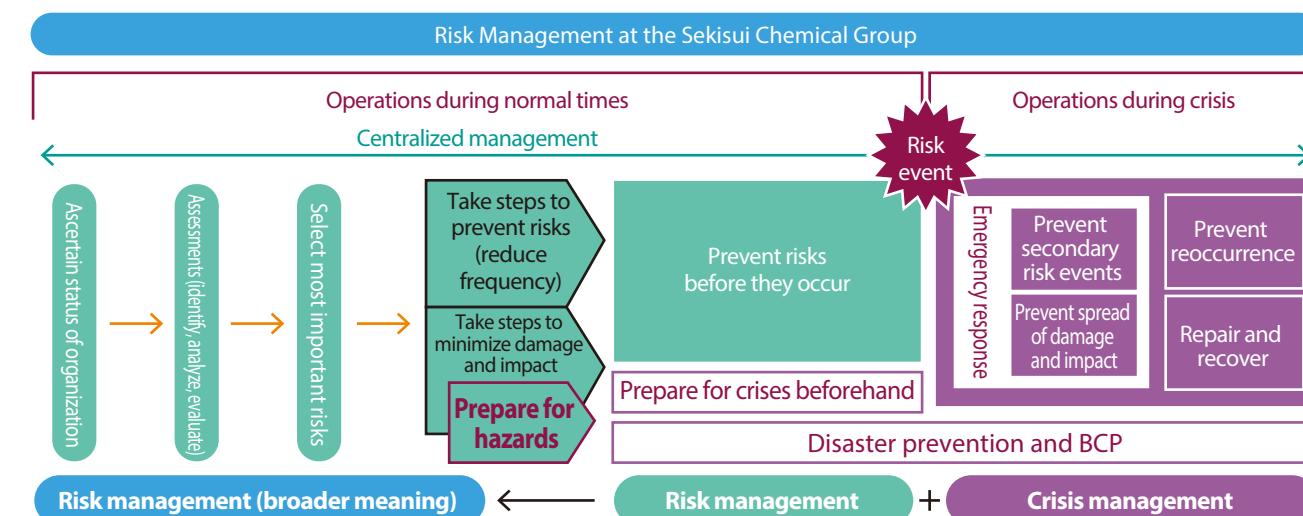 Risk Management at the Sekisui Chemical Group
Operations during normal times
Operations during crisis
Centralized management
Risk
event
Ascertain status of organization
Assessments (identify, analyze, evaluate)
Select most important risks
Take steps to
prevent risks
(reduce
frequency)
Take steps to
minimize damage
and impact
Prepare for
hazards
Prevent risks
before they occur
Prepare for crises beforehand
Emergency response
Prevent
secondary
risk events
Prevent spread
of damage
and impact
Prevent
reoccurrence
Repair and
recover
Disaster prevention and BCP
Risk management (broader meaning)
Risk management
+
Crisis management